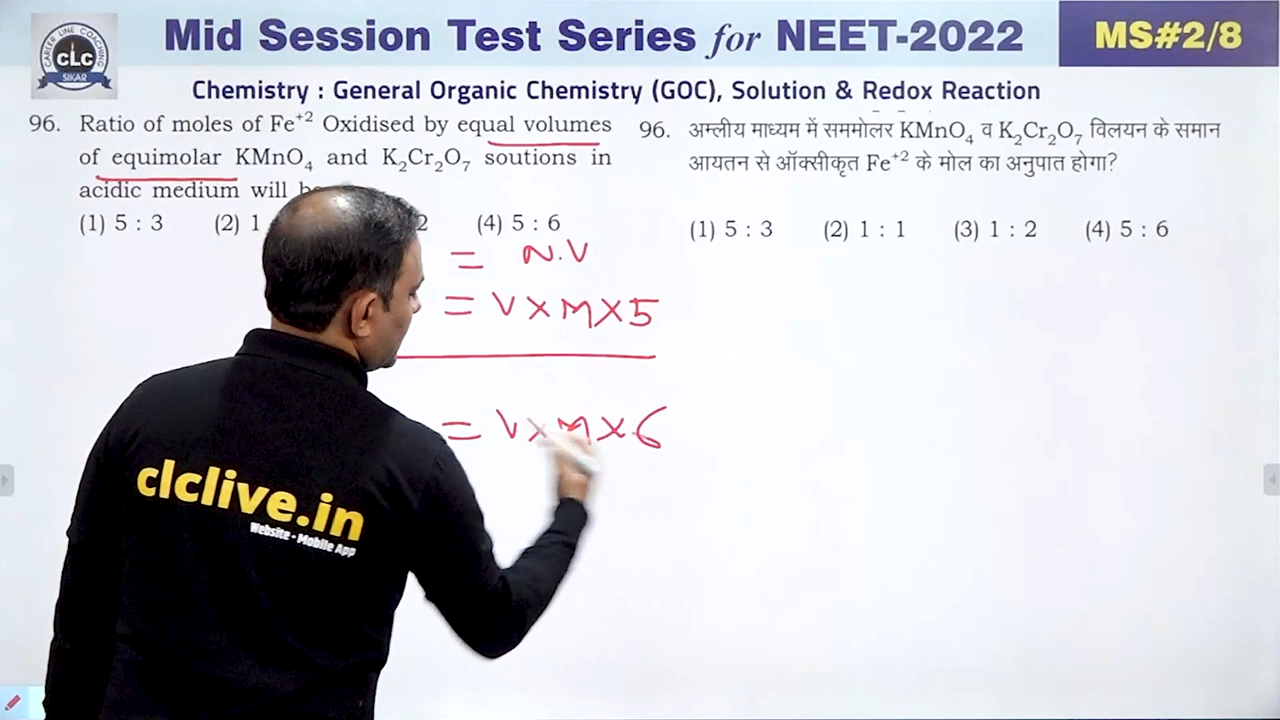 CAREER LINE COACHING
CLC
SIKAR
Mid Session Test Series for NEET-2022
MS#2/8
Chemistry : General Organic Chemistry (GOC), Solution & Redox Reaction
96. Ratio of moles of Fe+2 Oxidised by equal volumes
of equimolar KMnO4 and K2Cr2O7 soutions in
acidic medium will
(1) 5 : 3 (2) 1 2 (4) 5 : 6
= N.V
= V×M×5
= V×M×6
96. अम्लीय माध्यम में सममोलर KMnO4 व K2Cr2O7 विलयन के समान
आयतन से ऑक्सीकृत Fe+2 के मोल का अनुपात होगा?
(1) 5 : 3 (2) 1 : 1 (3) 1 : 2 (4) 5 : 6
clclive.in
Website • Mobile App